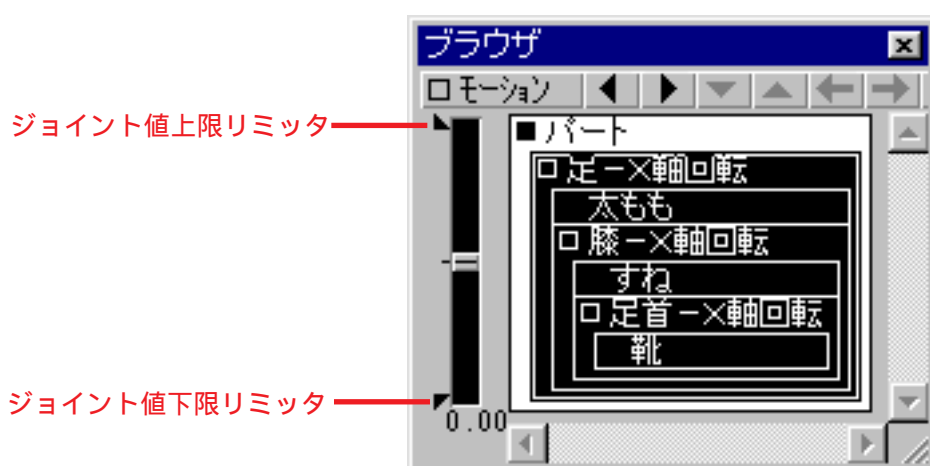 ブラウザ
□ モーション
ジョイント値上限リミッタ
■ パート
□ 足－X軸回転
太もも
□ 膝－X軸回転
すね
□ 足首－X軸回転
靴
ジョイント値下限リミッタ
0.00